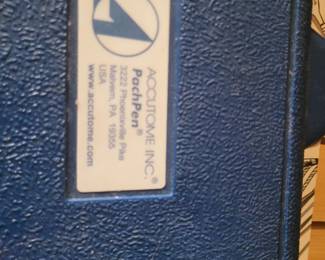 ACCUTOME INC.®
PachPen®
3222 Phoenixville Pike
Malvern, PA 19355
USA
www.accutome.com